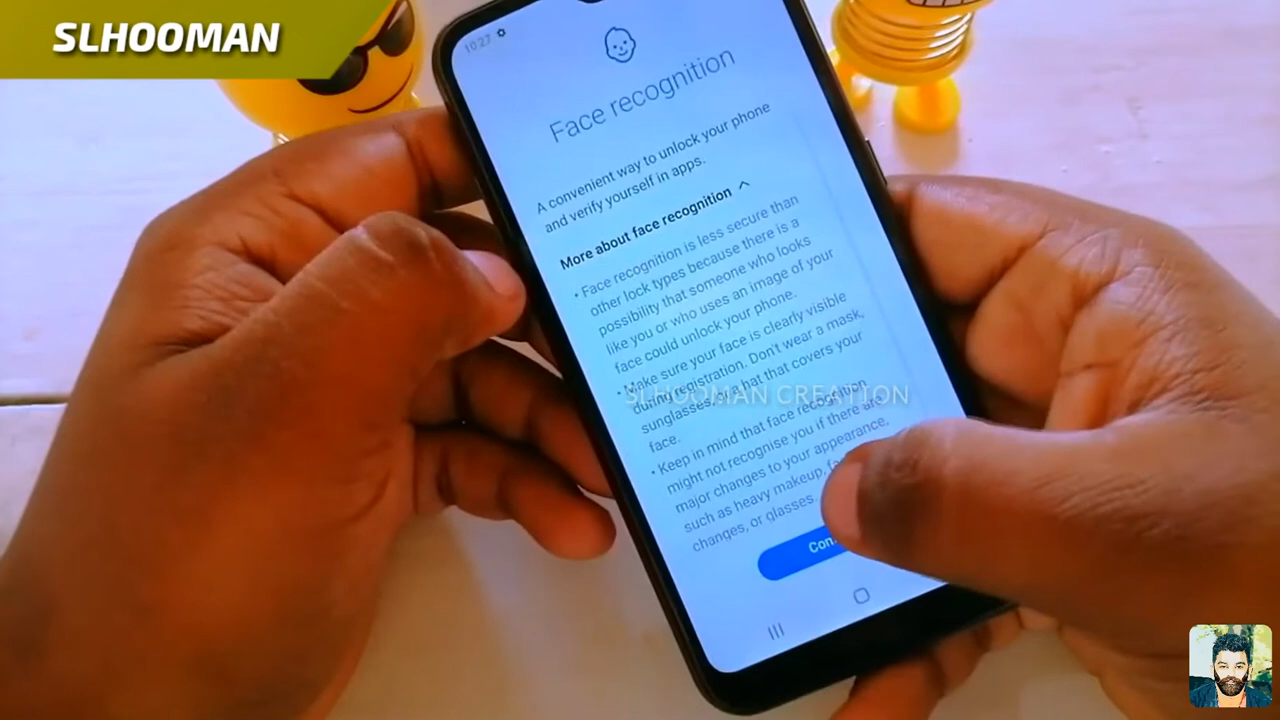 SLHOOMAN
10:27
Face recognition
A convenient way to unlock your phone
and verify yourself in apps.
More about face recognition
• Face recognition is less secure than
other lock types because there is a
possibility that someone who looks
like you or who uses an image of your
face could unlock your phone.
• Make sure your face is clearly visible
during registration. Don't wear a mask,
sunglasses, or a hat that covers your
face.
SLHOOMAN CREATION
• Keep in mind that face recognition
might not recognise you if there are
major changes to your appearance,
such as heavy makeup,
changes, or glasses.